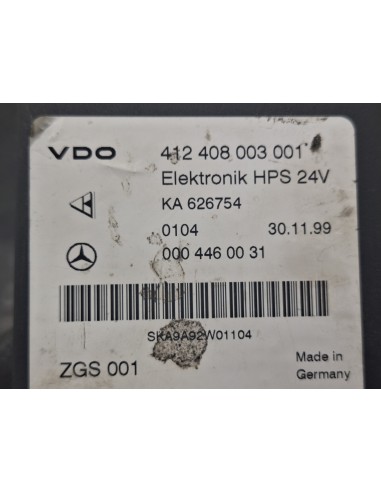 VDO 412 408 003 001
Elektronik HPS 24V
KA 626754
0104 30.11.99
000 446 00 31
SKA9A92W01104
ZGS 001
Made in
Germany